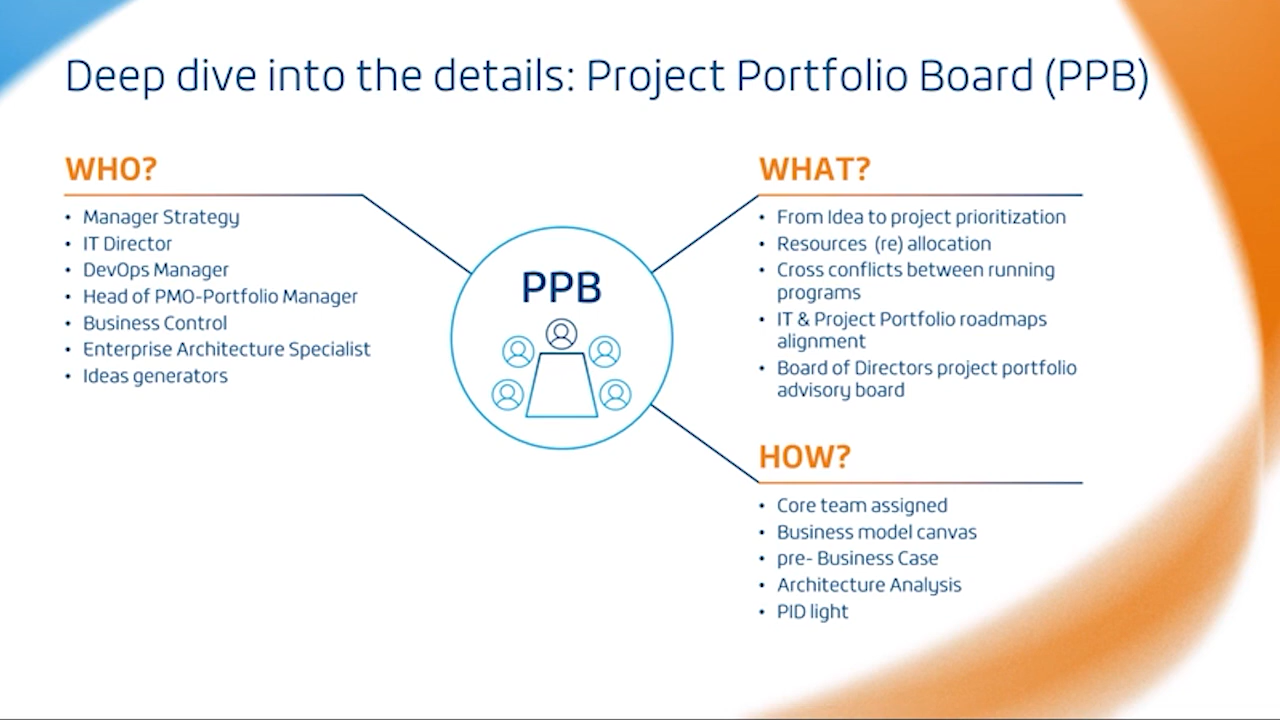 Deep dive into the details: Project Portfolio Board (PPB)
WHO?
• Manager Strategy
• IT Director
• DevOps Manager
• Head of PMO-Portfolio Manager
• Business Control
• Enterprise Architecture Specialist
• Ideas generators
PPB
WHAT?
• From Idea to project prioritization
• Resources (re) allocation
• Cross conflicts between running
programs
• IT & Project Portfolio roadmaps
alignment
• Board of Directors project portfolio
advisory board
HOW?
• Core team assigned
• Business model canvas
• pre- Business Case
• Architecture Analysis
• PID light